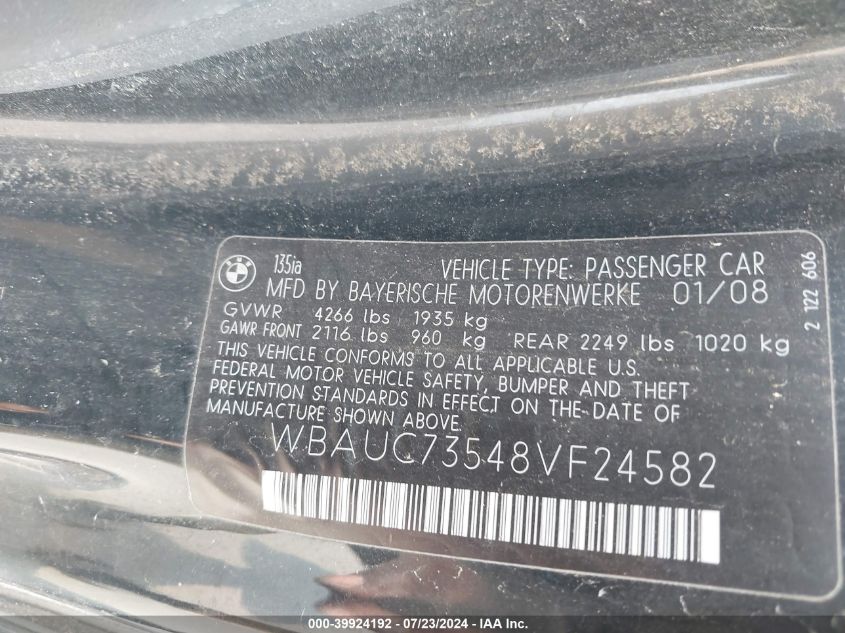 BMW
135ia
VEHICLE TYPE: PASSENGER CAR
MFD BY BAYERISCHE MOTORENWERKE 01/08
GVWR 4266 lbs 1935 kg
GAWR FRONT 2116 lbs 960 kg REAR 2249 lbs 1020 kg
THIS VEHICLE CONFORMS TO ALL APPLICABLE U.S.
FEDERAL MOTOR VEHICLE SAFETY, BUMPER AND THEFT
PREVENTION STANDARDS IN EFFECT ON THE DATE OF
MANUFACTURE SHOWN ABOVE.
WBAUC73548VF24582
2 122 606
000-39924192 - 07/23/2024 - IAA Inc.